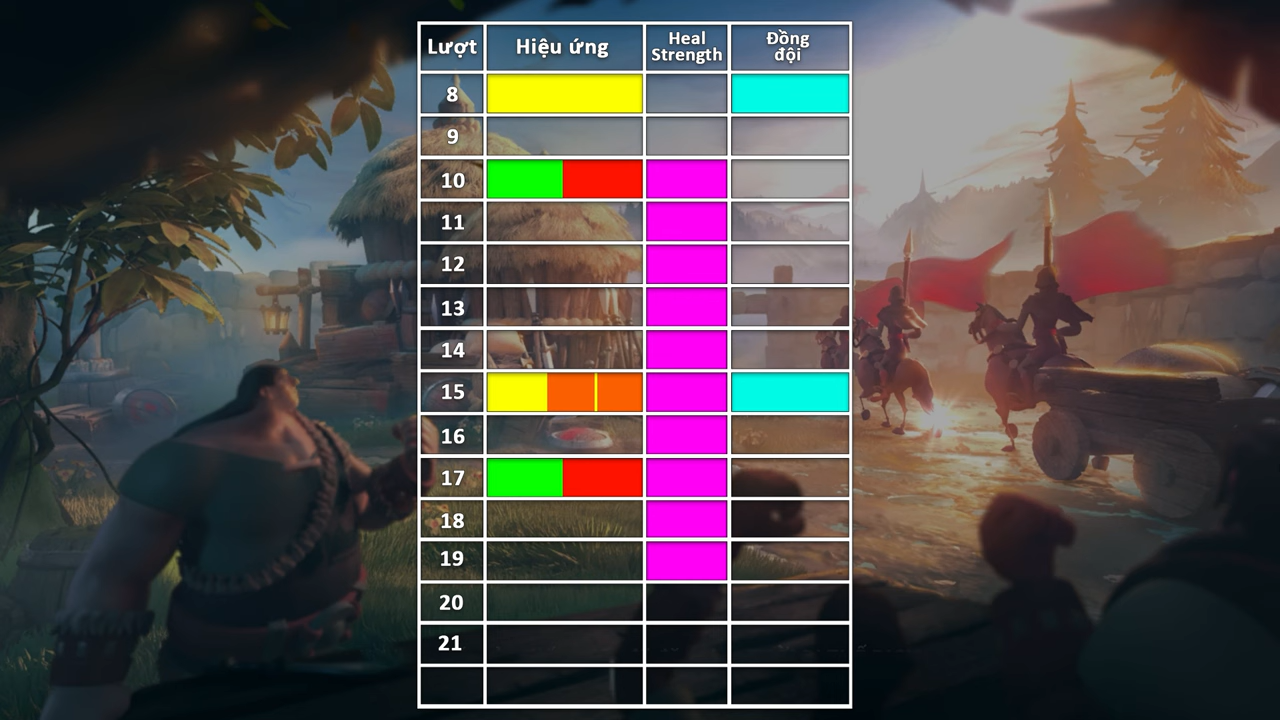 Lượt
Hiệu ứng
Heal
Strength
Đồng
đội
8
9
10
11
12
13
14
15
16
17
18
19
20
21